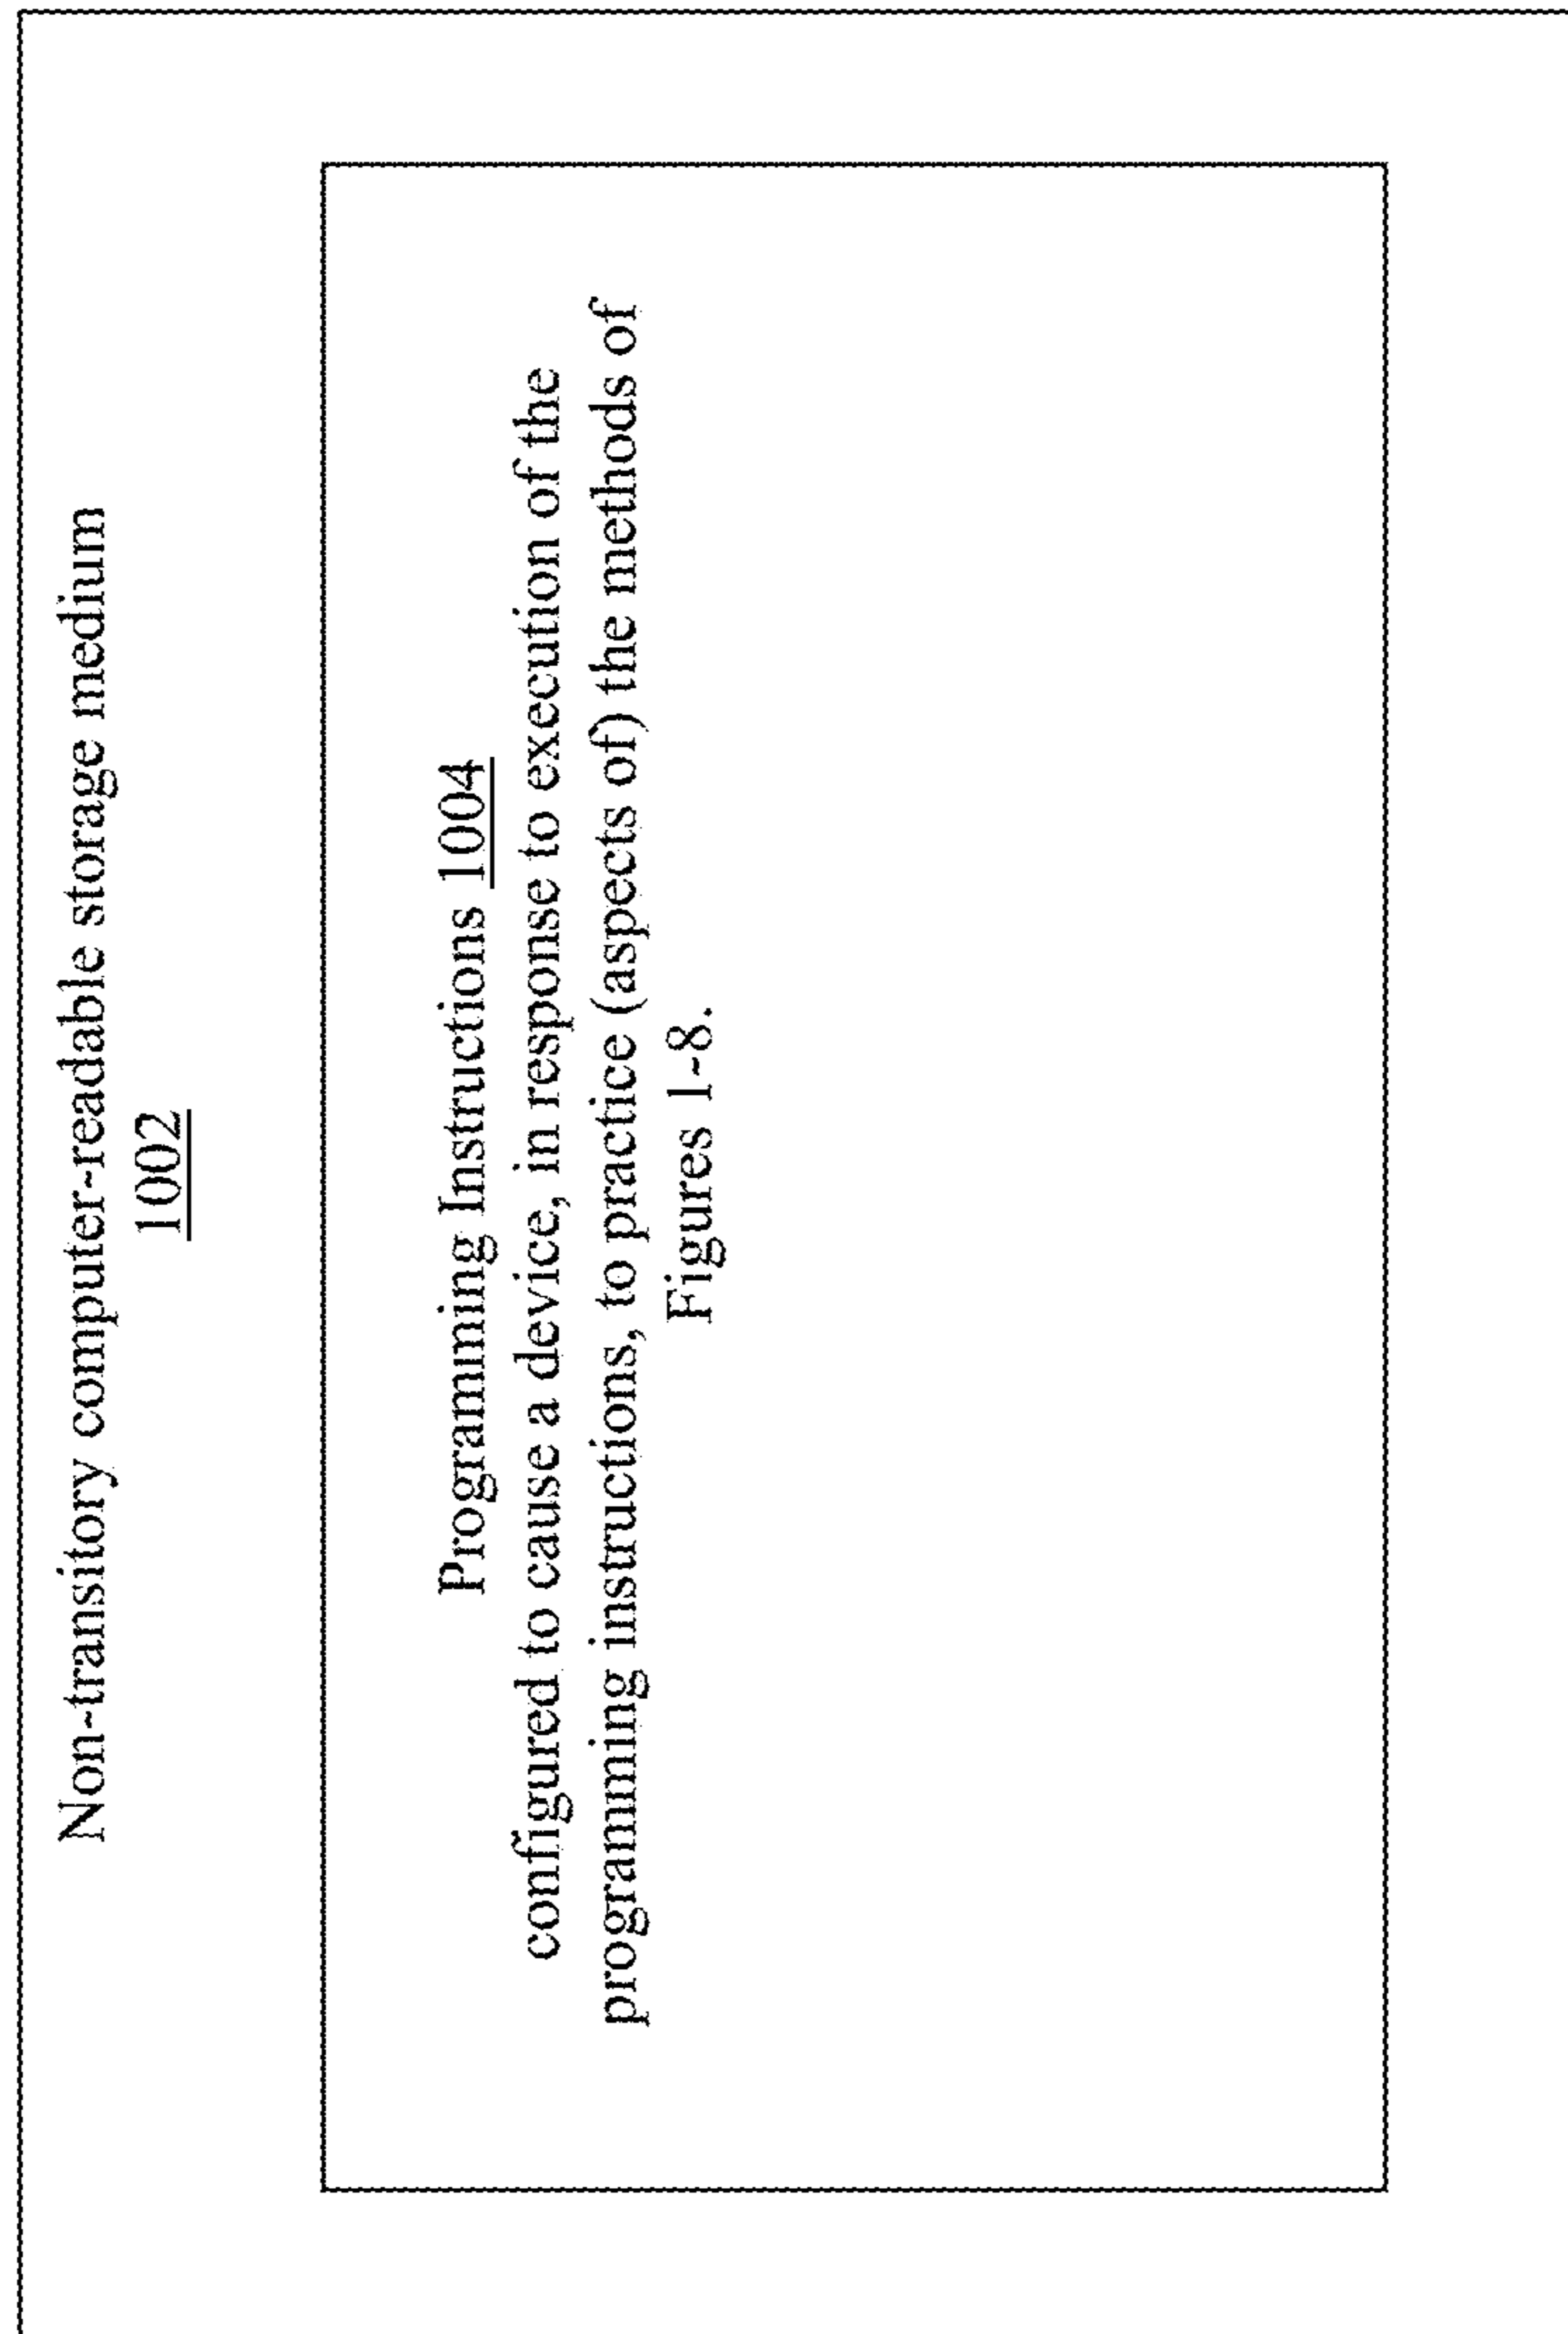 Non-transitory computer-readable storage medium
1002
Programming Instructions 1004
configured to cause a device, in response to execution of the
programming instructions, to practice (aspects of) the methods of
Figures 1-8.